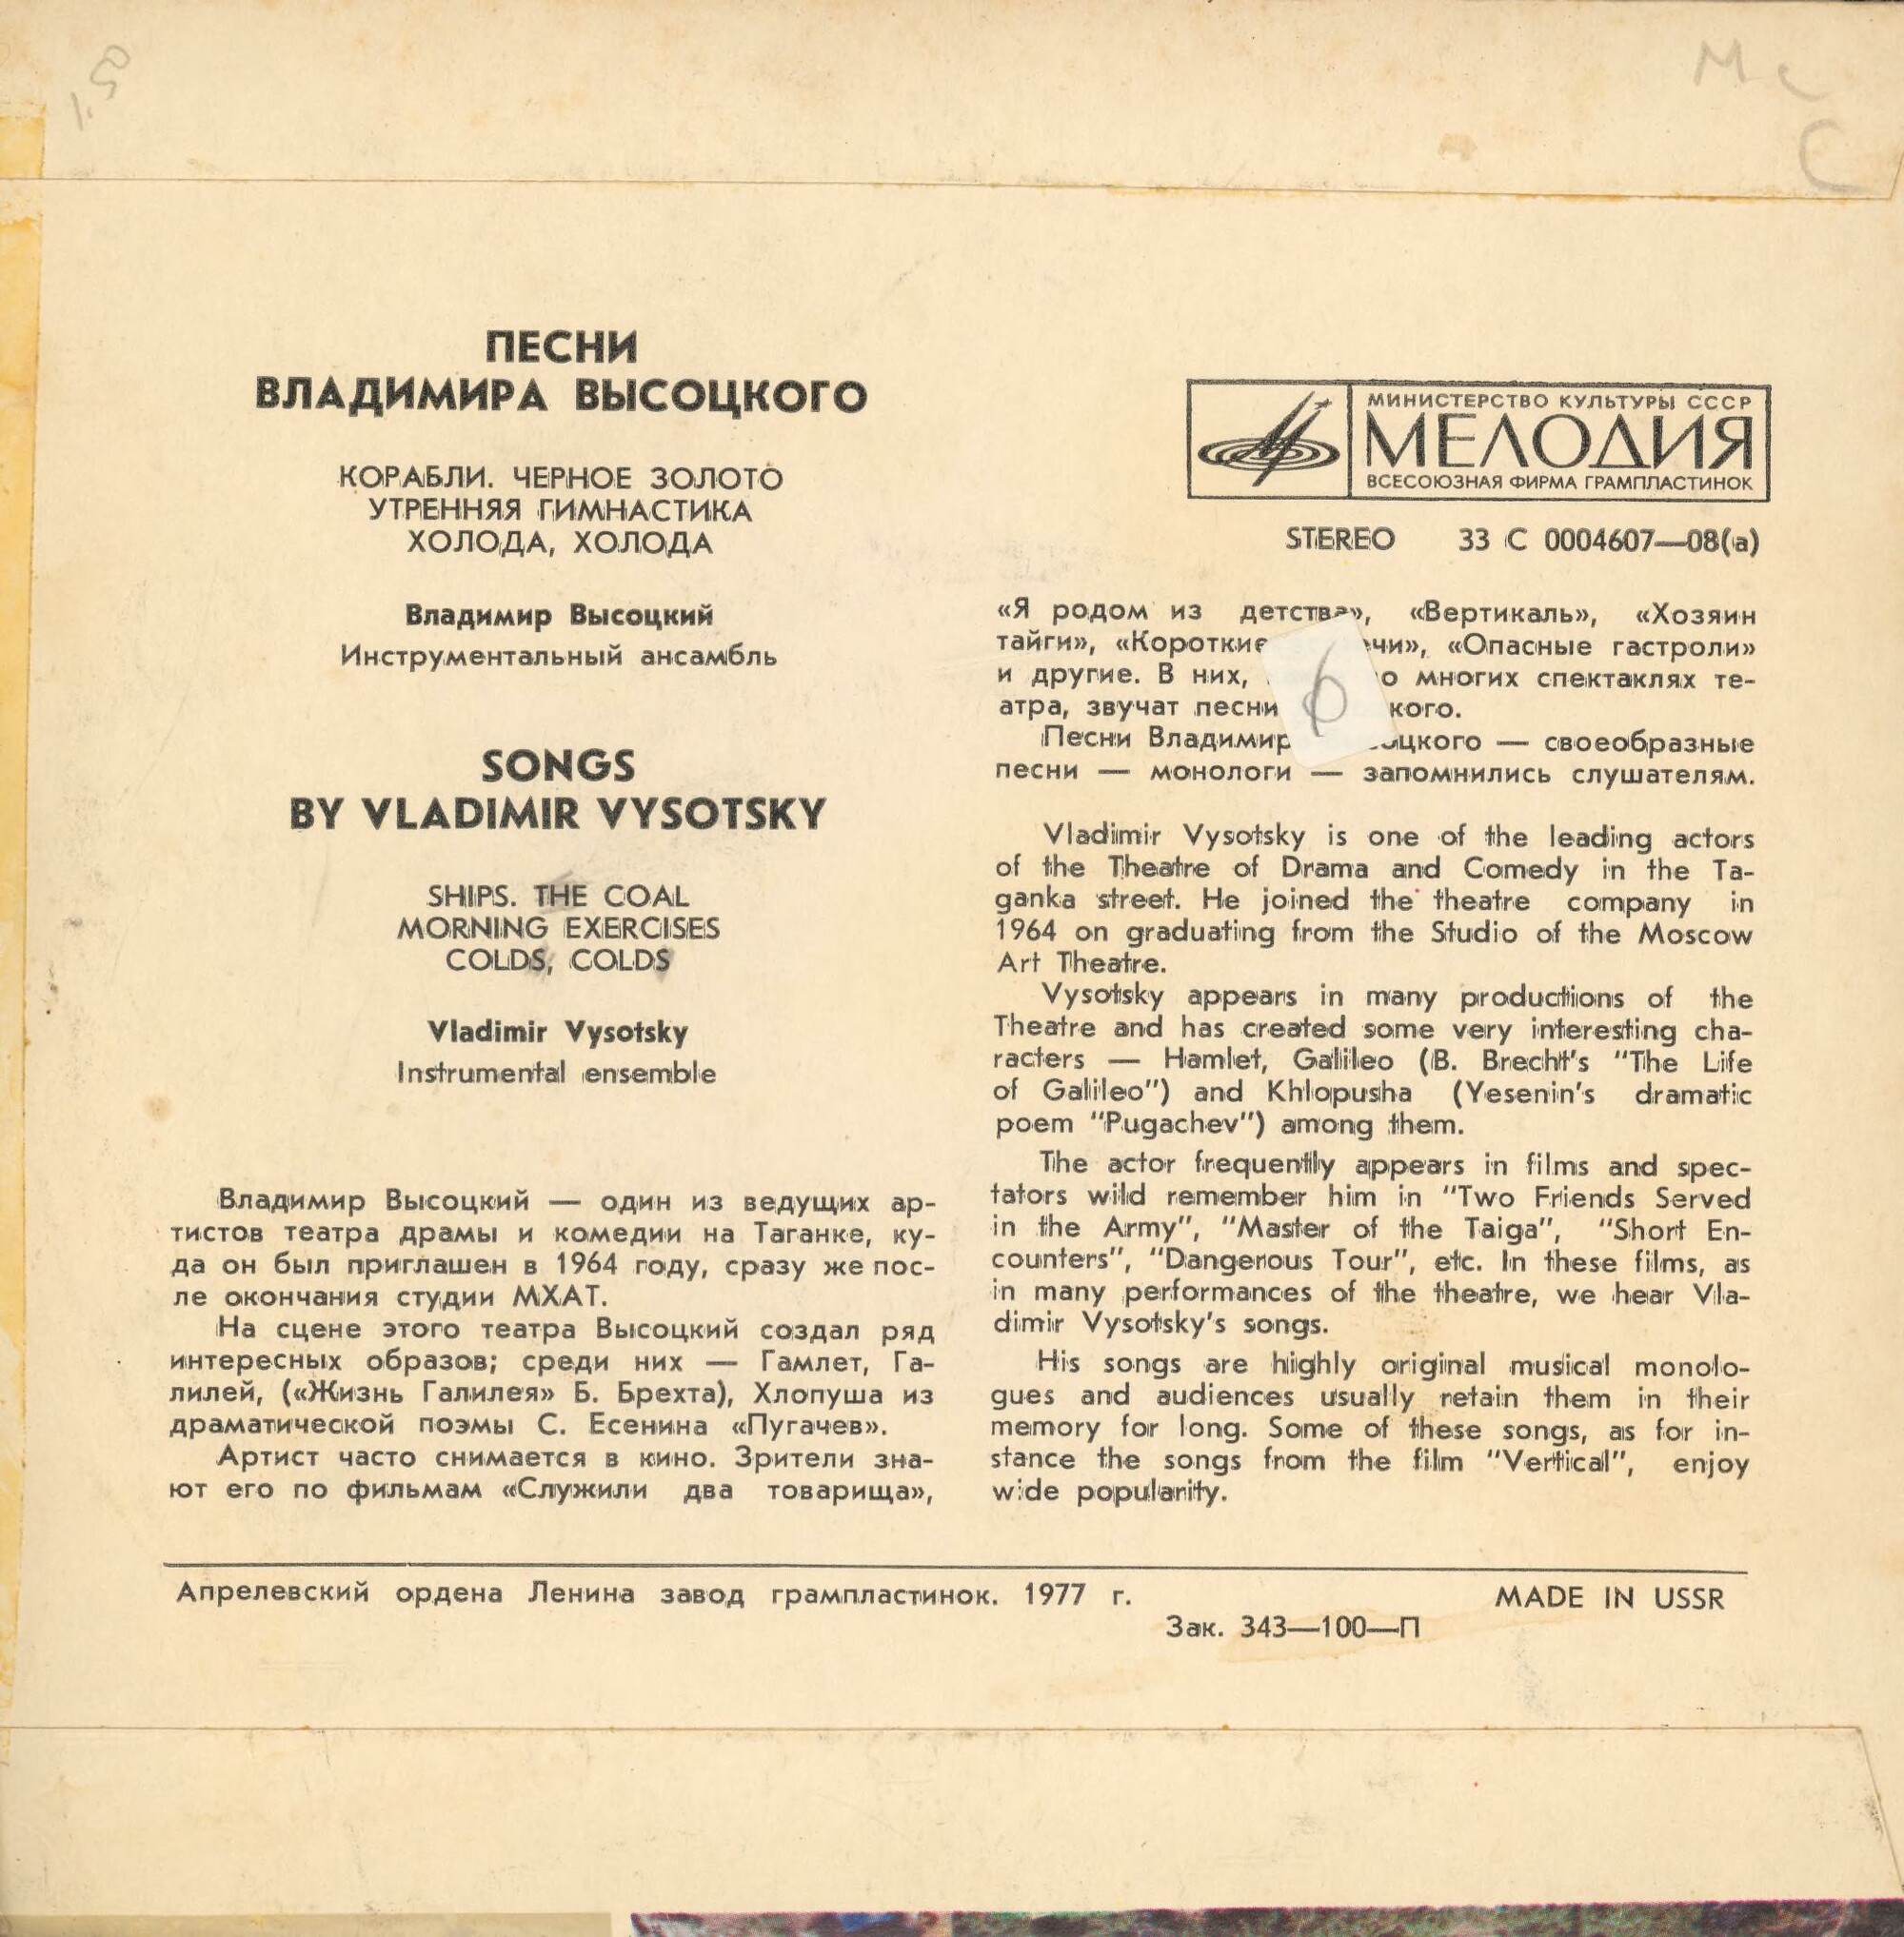 1.5
М с
С
ПЕСНИ
ВЛАДИМИРА ВЫСОЦКОГО
КОРАБЛИ. ЧЕРНОЕ ЗОЛОТО
УТРЕННЯЯ ГИМНАСТИКА
ХОЛОДА, ХОЛОДА
Владимир Высоцкий
Инструментальный ансамбль
SONGS
BY VLADIMIR VYSOTSKY
SHIPS. THE COAL
MORNING EXERCISES
COLDS, COLDS
Vladimir Vysotsky
Instrumental ensemble
Владимир Высоцкий — один из ведущих ар-
тистов театра драмы и комедии на Таганке, ку-
да он был приглашен в 1964 году, сразу же пос-
ле окончания студии МХАТ.
На сцене этого театра Высоцкий создал ряд
интересных образов; среди них — Гамлет, Га-
лилей, («Жизнь Галилея» Б. Брехта), Хлопуша из
драматической поэмы С. Есенина «Пугачев».
Артист часто снимается в кино. Зрители зна-
ют его по фильмам «Служили два товарища»,
МИНИСТЕРСТВО КУЛЬТУРЫ СССР
МЕЛОДИЯ
ВСЕСОЮЗНАЯ ФИРМА ГРАМПЛАСТИНОК
STEREO 33 С 0004607—08(а)
«Я родом из детства», «Вертикаль», «Хозяин
тайги», «Короткие чи», «Опасные гастроли»
и другие. В них, о многих спектаклях те-
атра, звучат песни кого.
6
Песни Владимир цкого — своеобразные
песни — монологи — запомнились слушателям.
Vladimir Vysotsky is one of the leading actors
of the Theatre of Drama and Comedy in the Ta-
ganka street. He joined the theatre company in
1964 on graduating from the Studio of the Moscow
Art Theatre.
Vysotsky appears in many productions of the
Theatre and has created some very interesting cha-
racters — Hamlet, Galileo (B. Brecht's "The Life
of Galileo") and Khlopusha (Yesenin's dramatic
poem "Pugachev") among them.
The actor frequently appears in films and spec-
tators wild remember him in "Two Friends Served
in the Army", "Master of the Taiga", "Short En-
counters", "Dangerous Tour", etc. In these films, as
in many performances of the theatre, we hear Vla-
dimir Vysotsky's songs.
His songs are highly original musical monolo-
gues and audiences usually retain them in their
memory for long. Some of these songs, as for in-
stance the songs from the film "Vertical", enjoy
wide popularity.
Апрелевский ордена Ленина завод грампластинок. 1977 г.
MADE IN USSR
Зак. 343—100—П